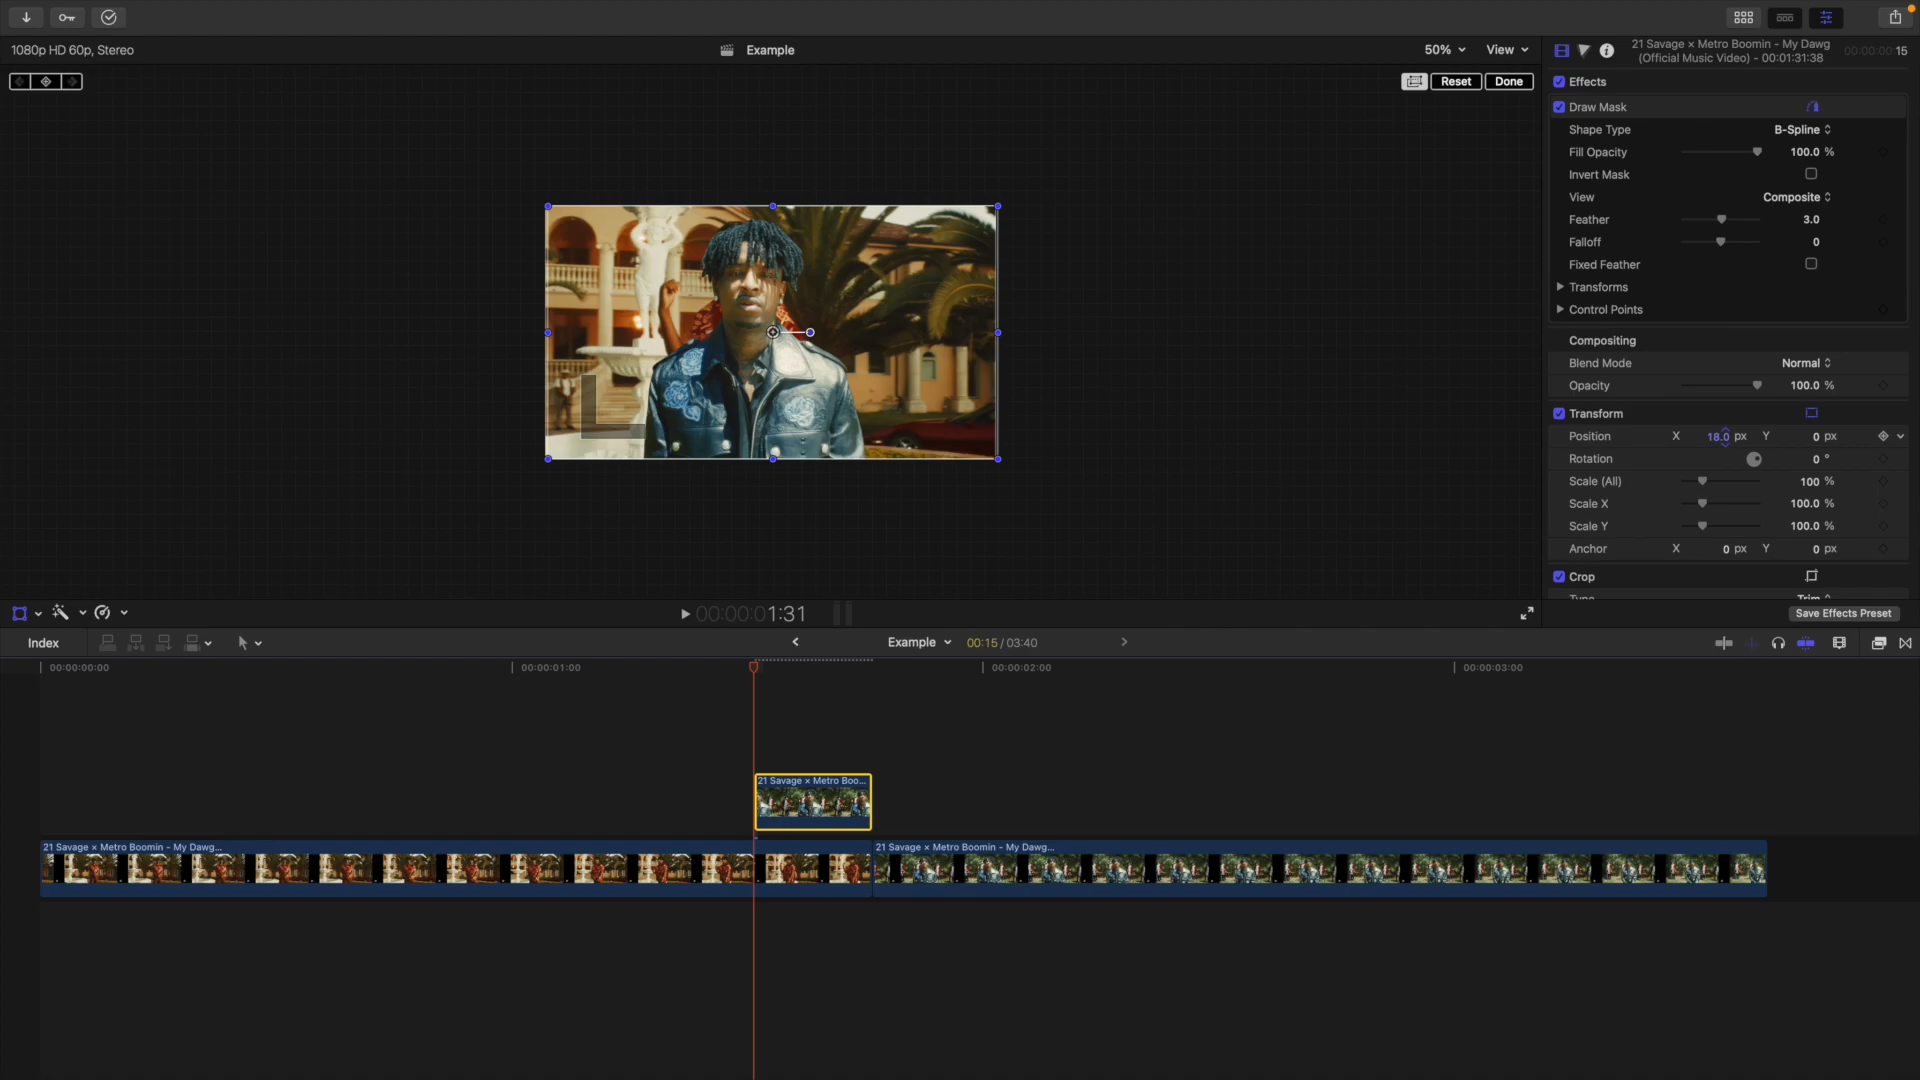 1080p HD 60p, Stereo
Example
50%
View
21 Savage × Metro Boomin - My Dawg
(Official Music Video) - 00:01:31:38
00:00:00:15
Reset
Done
Effects
Draw Mask
Shape Type
B-Spline
Fill Opacity
100.0 %
Invert Mask
View
Composite
Feather
3.0
Falloff
0
Fixed Feather
Transforms
Control Points
Compositing
Blend Mode
Normal
Opacity
100.0 %
Transform
Position X 18.0 px Y 0 px
Rotation 0 °
Scale (All) 100 %
Scale X 100.0 %
Scale Y 100.0 %
Anchor X 0 px Y 0 px
Crop
Type
Trim
00:00:01:31
Save Effects Preset
Index
Example
00:15 / 03:40
00:00:00:00
00:00:01:00
00:00:02:00
00:00:03:00
21 Savage × Metro Boo...
21 Savage × Metro Boomin - My Dawg...
21 Savage × Metro Boomin - My Dawg...